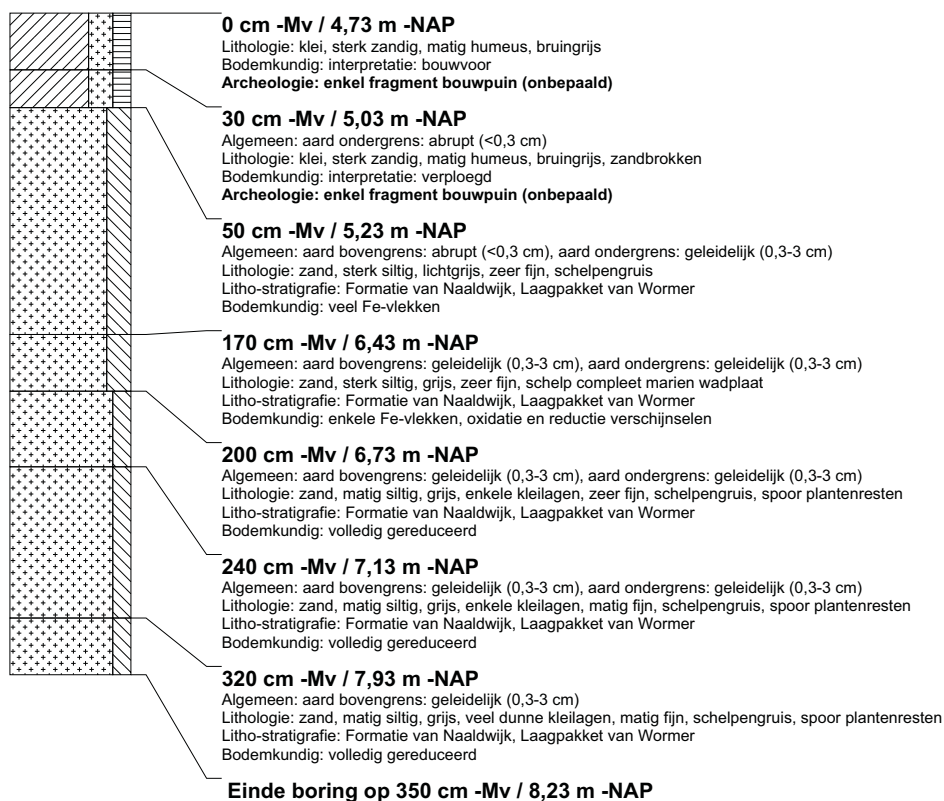 0 cm -Mv / 4,73 m -NAP
Lithologie: klei, sterk zandig, matig humeus, bruingrijs
Bodemkundig: interpretatie: bouwvoor
Archeologie: enkel fragment bouwpuin (onbepaald)
30 cm -Mv / 5,03 m -NAP
Algemeen: aard ondergrens: abrupt (<0,3 cm)
Lithologie: klei, sterk zandig, matig humeus, bruingrijs, zandbrokken
Bodemkundig: interpretatie: verploegd
Archeologie: enkel fragment bouwpuin (onbepaald)
50 cm -Mv / 5,23 m -NAP
Algemeen: aard bovengrens: abrupt (<0,3 cm), aard ondergrens: geleidelijk (0,3-3 cm)
Lithologie: zand, sterk siltig, lichtgrijs, zeer fijn, schelpengruis
Litho-stratigrafie: Formatie van Naaldwijk, Laagpakket van Wormer
Bodemkundig: veel Fe-vlekken
170 cm -Mv / 6,43 m -NAP
Algemeen: aard bovengrens: geleidelijk (0,3-3 cm), aard ondergrens: geleidelijk (0,3-3 cm)
Lithologie: zand, sterk siltig, grijs, zeer fijn, schelp compleet marien wadplaat
Litho-stratigrafie: Formatie van Naaldwijk, Laagpakket van Wormer
Bodemkundig: enkele Fe-vlekken, oxidatie en reductie verschijnselen
200 cm -Mv / 6,73 m -NAP
Algemeen: aard bovengrens: geleidelijk (0,3-3 cm), aard ondergrens: geleidelijk (0,3-3 cm)
Lithologie: zand, matig siltig, grijs, enkele kleilagen, zeer fijn, schelpengruis, spoor plantenresten
Litho-stratigrafie: Formatie van Naaldwijk, Laagpakket van Wormer
Bodemkundig: volledig gereduceerd
240 cm -Mv / 7,13 m -NAP
Algemeen: aard bovengrens: geleidelijk (0,3-3 cm), aard ondergrens: geleidelijk (0,3-3 cm)
Lithologie: zand, matig siltig, grijs, enkele kleilagen, matig fijn, schelpengruis, spoor plantenresten
Litho-stratigrafie: Formatie van Naaldwijk, Laagpakket van Wormer
Bodemkundig: volledig gereduceerd
320 cm -Mv / 7,93 m -NAP
Algemeen: aard bovengrens: geleidelijk (0,3-3 cm)
Lithologie: zand, matig siltig, grijs, veel dunne kleilagen, matig fijn, schelpengruis, spoor plantenresten
Litho-stratigrafie: Formatie van Naaldwijk, Laagpakket van Wormer
Bodemkundig: volledig gereduceerd
Einde boring op 350 cm -Mv / 8,23 m -NAP